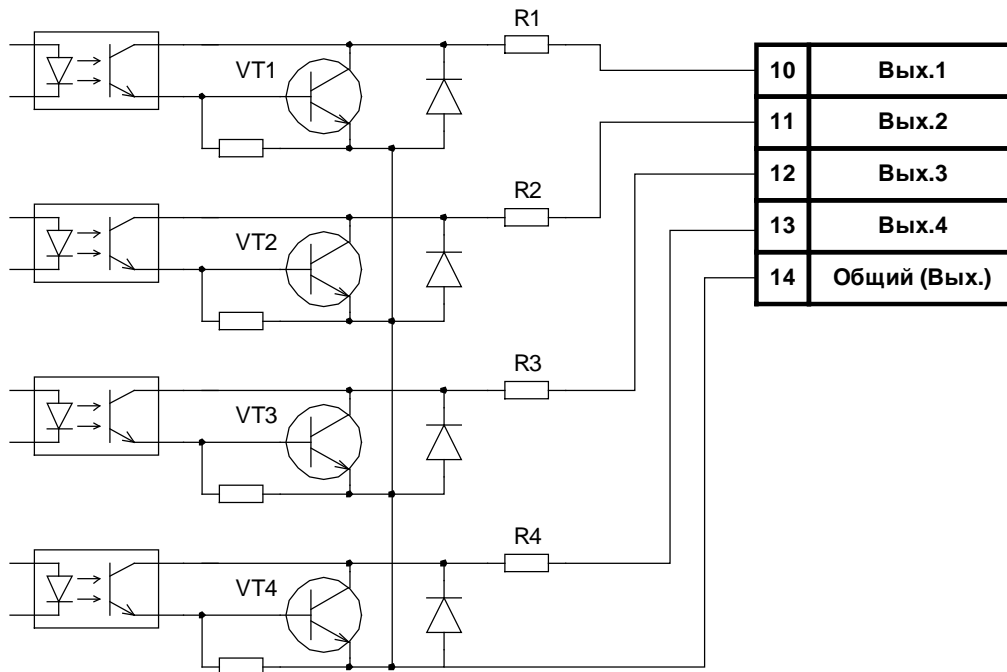 R1
VT1
10 Вых.1
11 Вых.2
R2
12 Вых.3
VT2
13 Вых.4
14 Общий (Вых.)
R3
VT3
R4
VT4